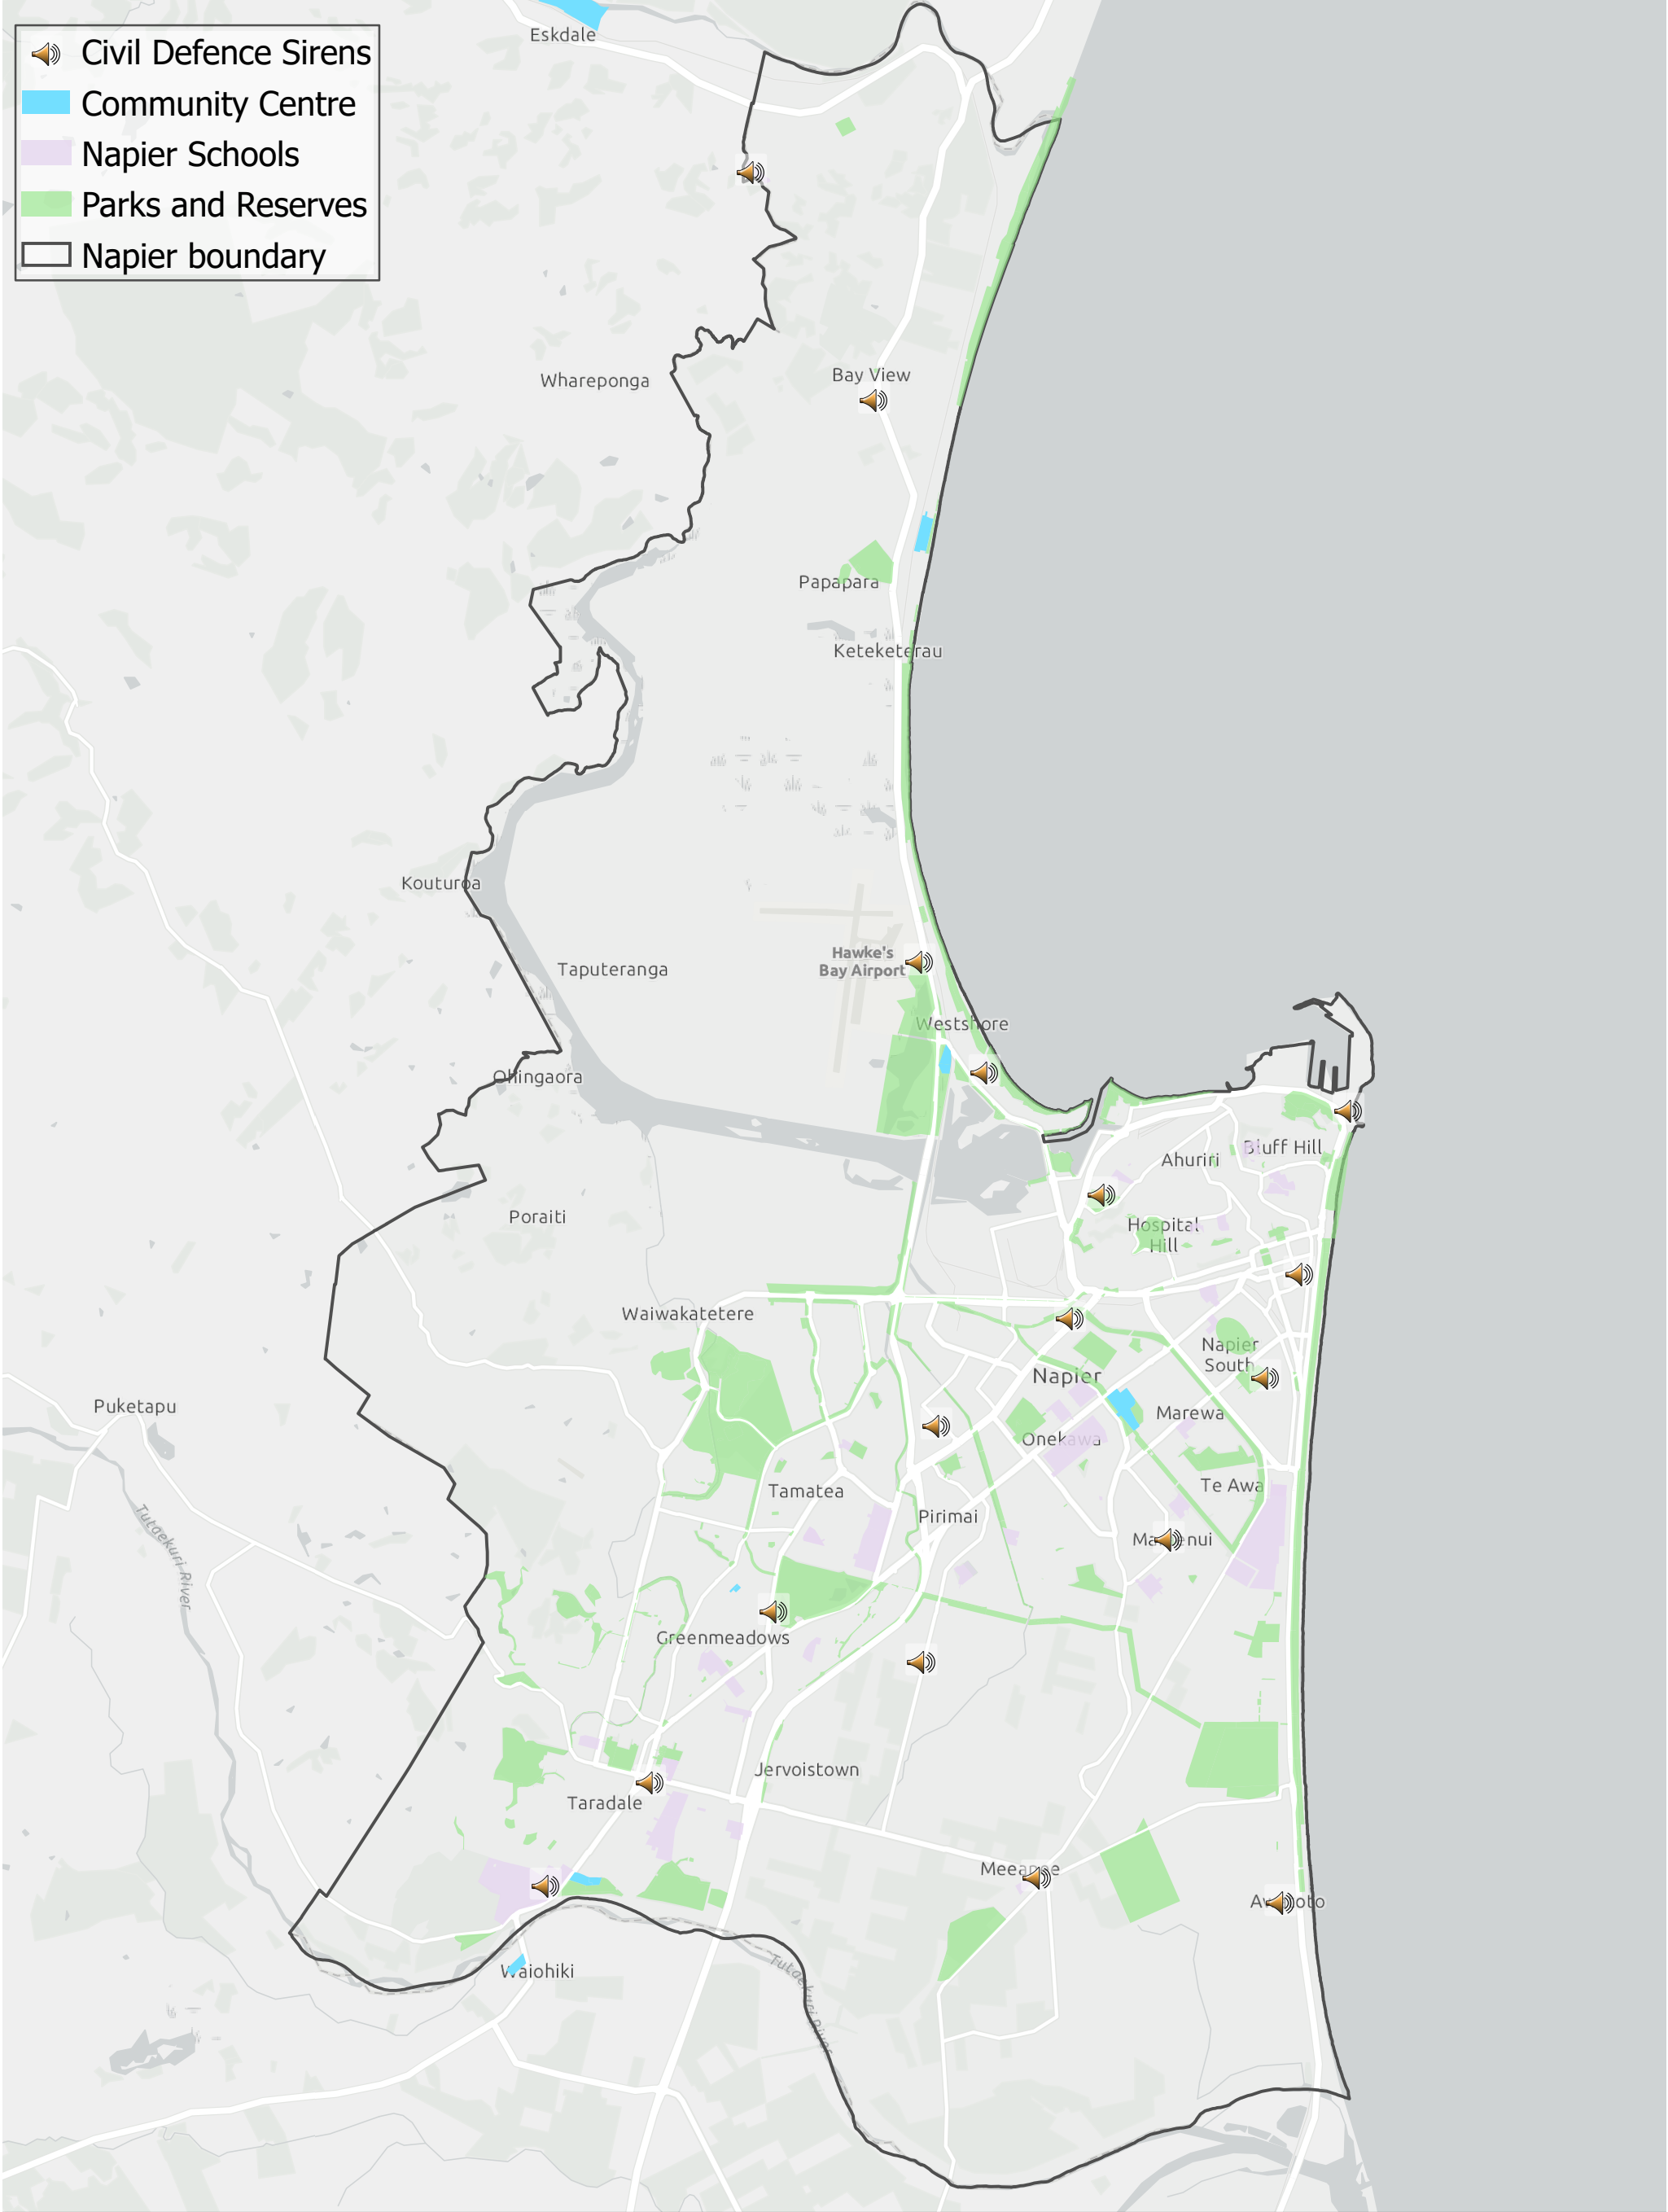 Civil Defence Sirens
Community Centre
Napier Schools
Parks and Reserves
Napier boundary
Eskdale
Whareponga
Bay View
Papapara
Keteketerau
Kouturoa
Taputeranga
Hawke's
Bay Airport
Westshore
Ohingaora
Bluff Hill
Ahuriri
Poraiti
Hospital
Hill
Waiwakatetere
Napier
South
Napier
Puketapu
Marewa
Onekawa
Te Awa
Tamatea
Pirimai
Tutaekuri River
Greenmeadows
Jervoistown
Taradale
Waiohiki
Tutaekuri River